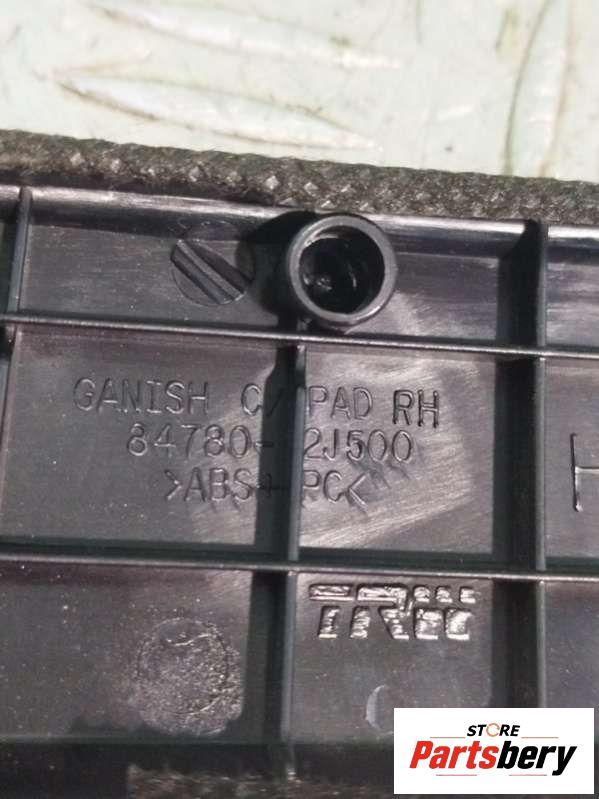 GANISH C/PAD RH
84780-2J500
>ABS+PC<
H
STORE
Partsbery